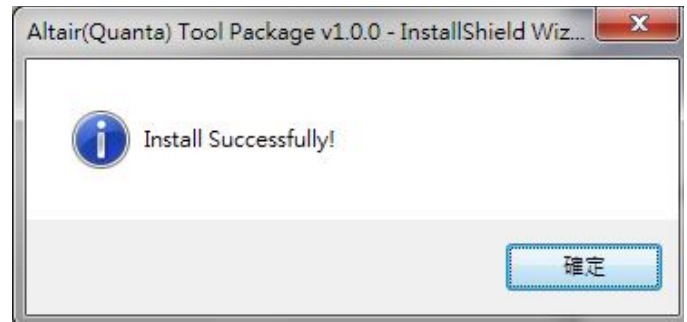 Altair(Quanta) Tool Package v1.0.0 - InstallShield Wiz...
Install Successfully!
確定